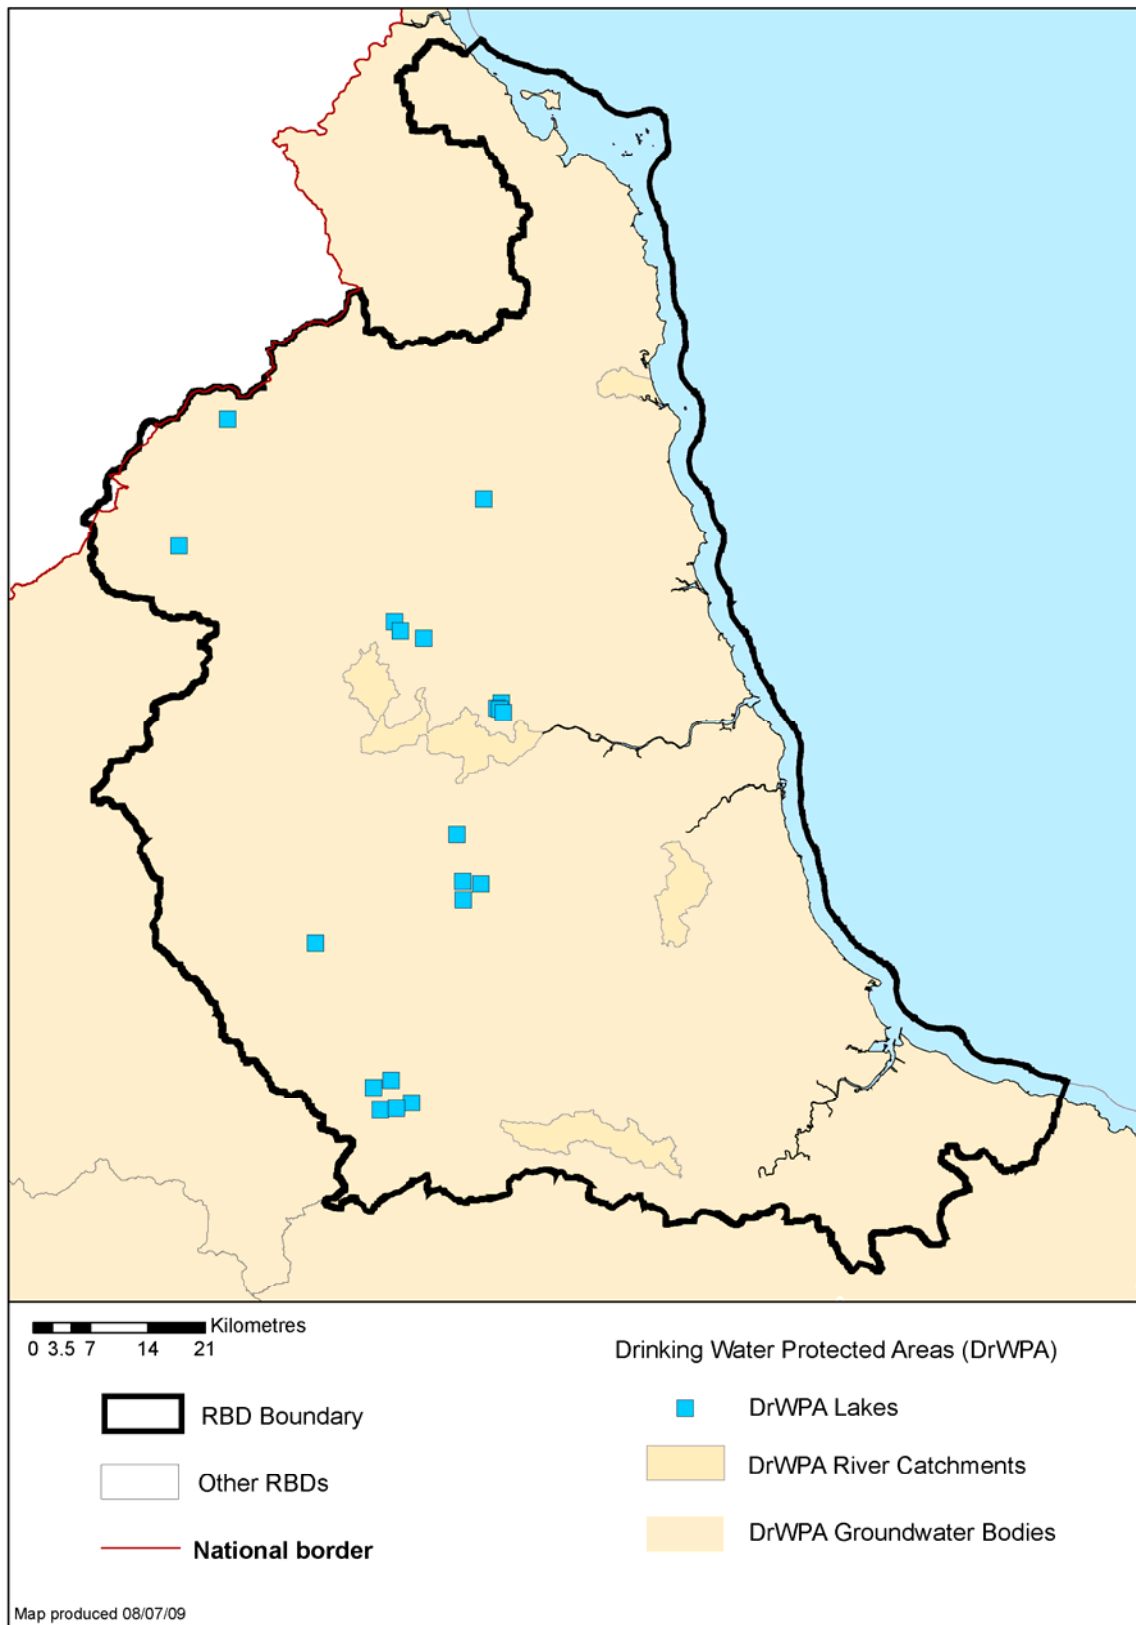 Kilometres
0 3.5 7 14 21
Drinking Water Protected Areas (DrWPA)
RBD Boundary
DrWPA Lakes
Other RBDs
DrWPA River Catchments
National border
DrWPA Groundwater Bodies
Map produced 08/07/09